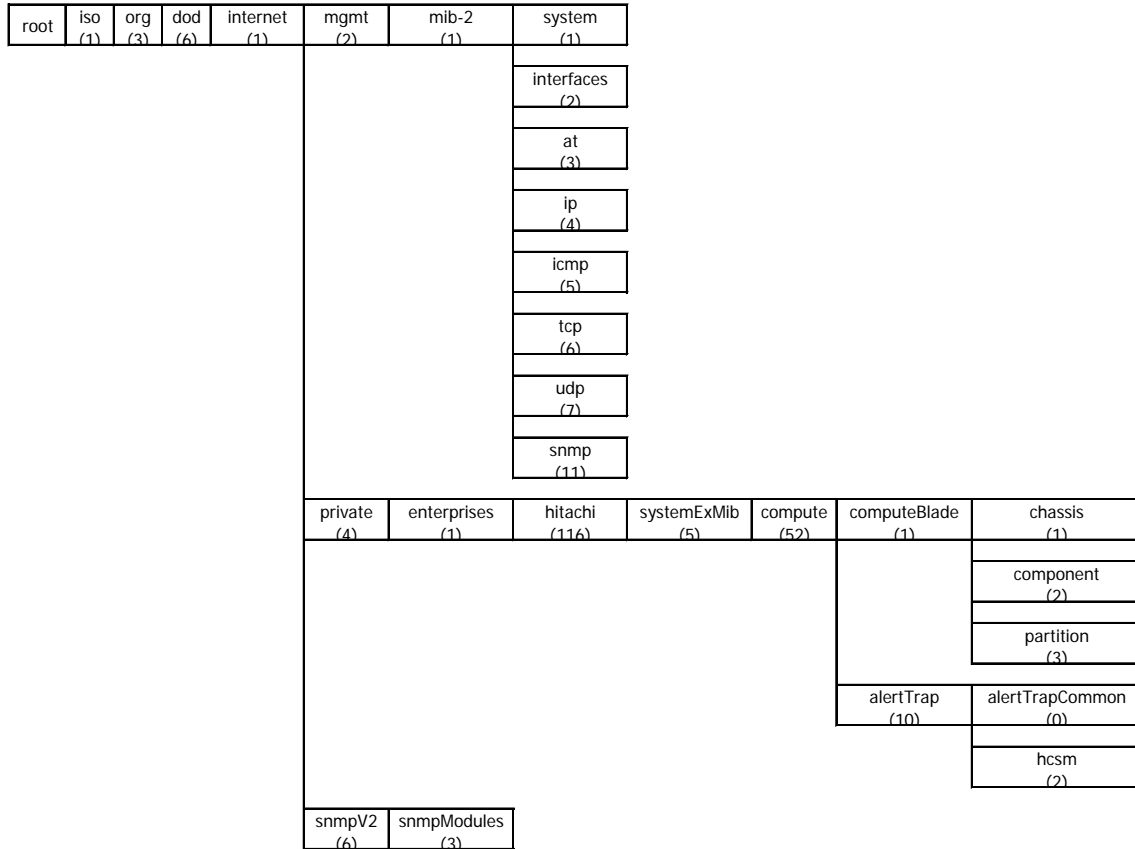 root iso org dod internet mgmt mib-2 system
(1) (3) (6) (1) (2) (1) (1)
interfaces
(2)
at
(3)
ip
(4)
icmp
(5)
tcp
(6)
udp
(7)
snmp
(11)
private enterprises hitachi systemExMib compute computeBlade chassis
(4) (1) (116) (5) (52) (1) (1)
component
(2)
partition
(3)
alertTrap alertTrapCommon
(10) (0)
hcsm
(2)
snmpV2 snmpModules
(6) (3)